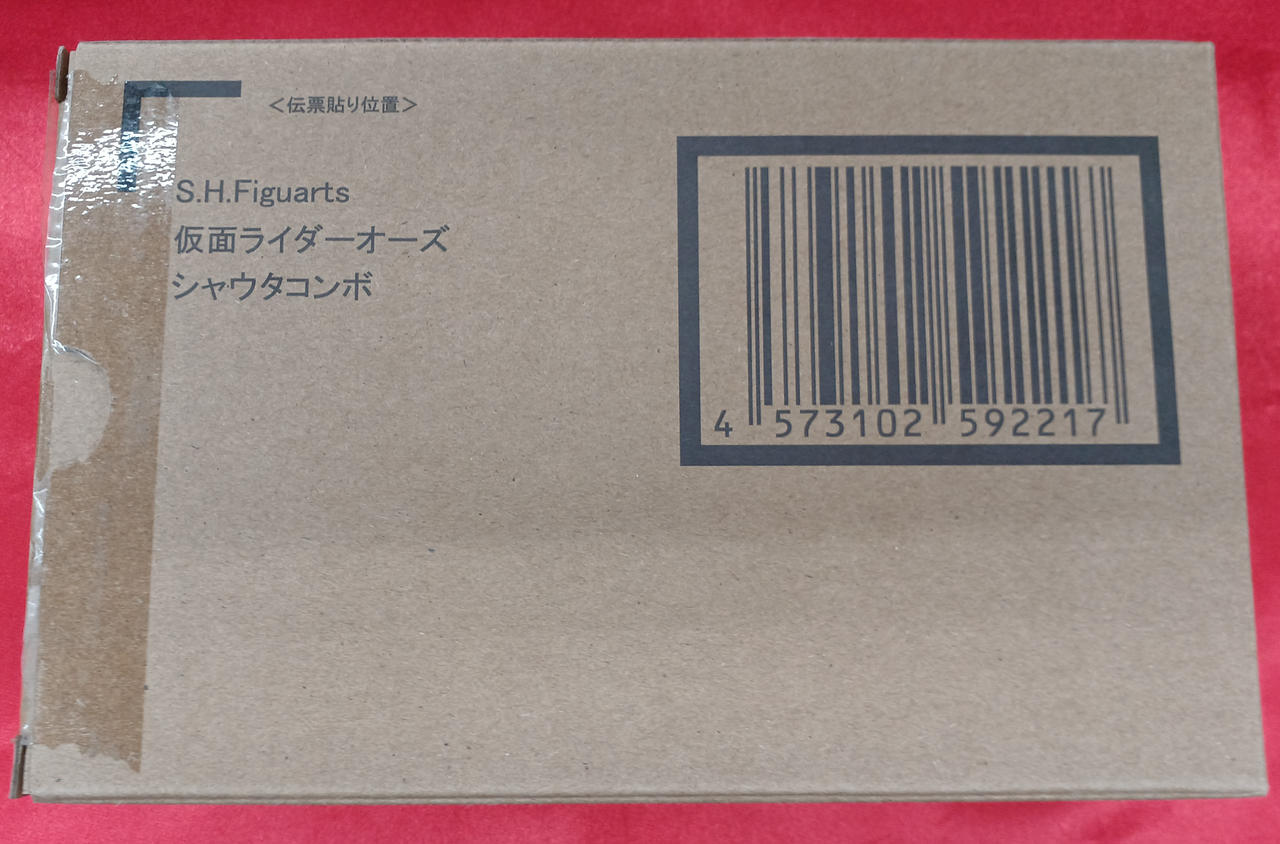 <伝票貼り位置>
S.H.Figuarts
仮面ライダーオーズ
シャウタコンボ
4 573102 592217